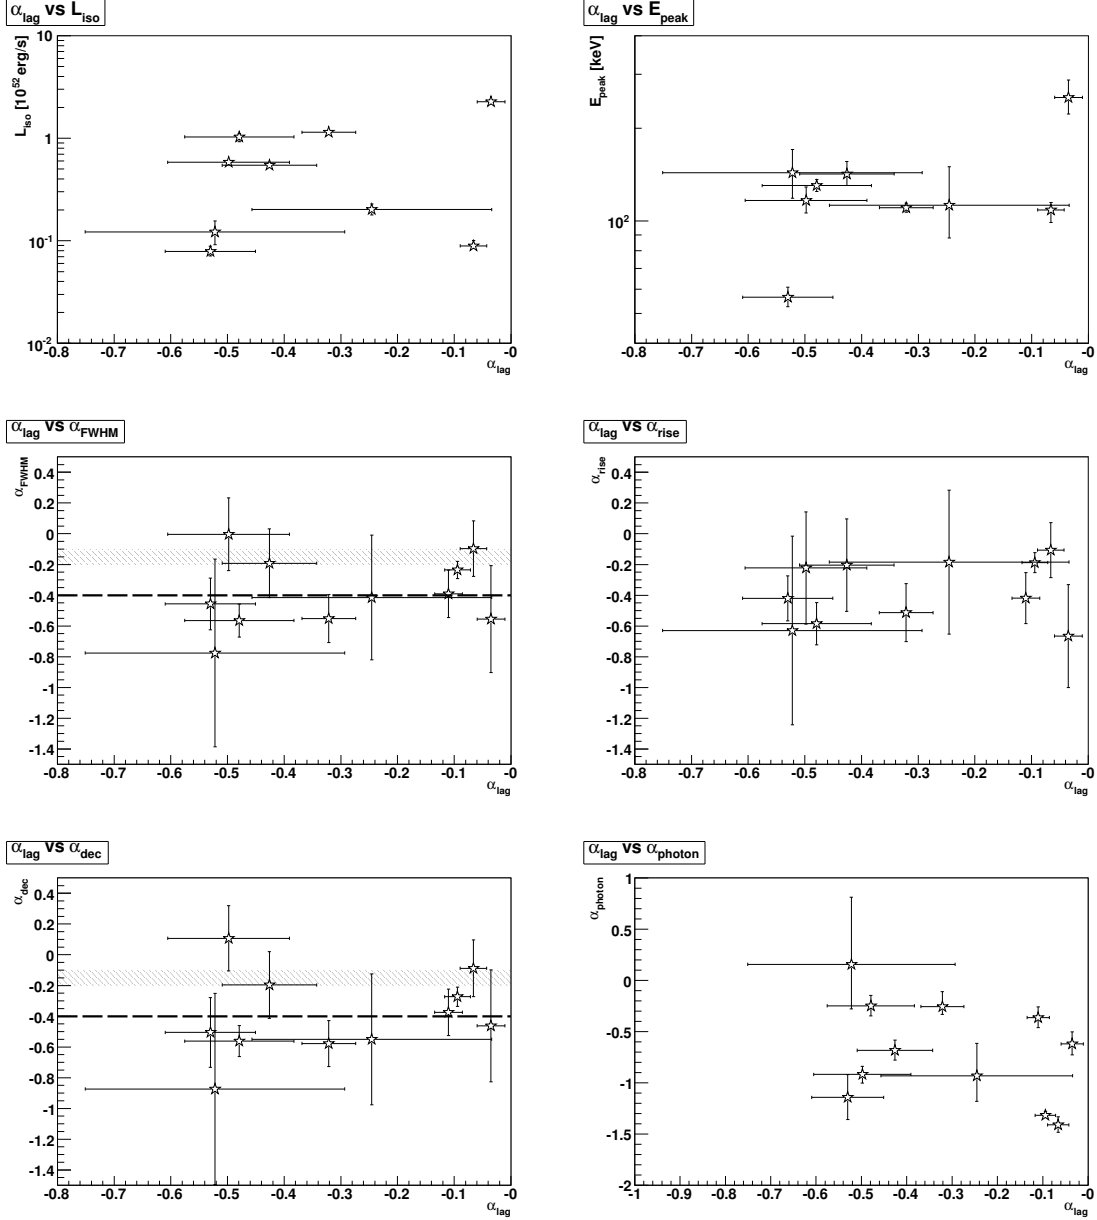 α_lag vs L_iso
L_iso [10^52 erg/s]
10
1
10^-1
10^-2
-0.8 -0.7 -0.6 -0.5 -0.4 -0.3 -0.2 -0.1 -0
α_lag
α_lag vs E_peak
E_peak [keV]
10^2
-0.8 -0.7 -0.6 -0.5 -0.4 -0.3 -0.2 -0.1 -0
α_lag
α_lag vs α_FWHM
α_FWHM
0.4
0.2
0
-0.2
-0.4
-0.6
-0.8
-1
-1.2
-1.4
-0.8 -0.7 -0.6 -0.5 -0.4 -0.3 -0.2 -0.1 -0
α_lag
α_lag vs α_rise
α_rise
0.4
0.2
0
-0.2
-0.4
-0.6
-0.8
-1
-1.2
-1.4
-0.8 -0.7 -0.6 -0.5 -0.4 -0.3 -0.2 -0.1 -0
α_lag
α_lag vs α_dec
α_dec
0.4
0.2
0
-0.2
-0.4
-0.6
-0.8
-1
-1.2
-1.4
-0.8 -0.7 -0.6 -0.5 -0.4 -0.3 -0.2 -0.1 -0
α_lag
α_lag vs α_photon
α_photon
1
0.5
0
-0.5
-1
-1.5
-2
-1 -0.9 -0.8 -0.7 -0.6 -0.5 -0.4 -0.3 -0.2 -0.1 -0
α_lag